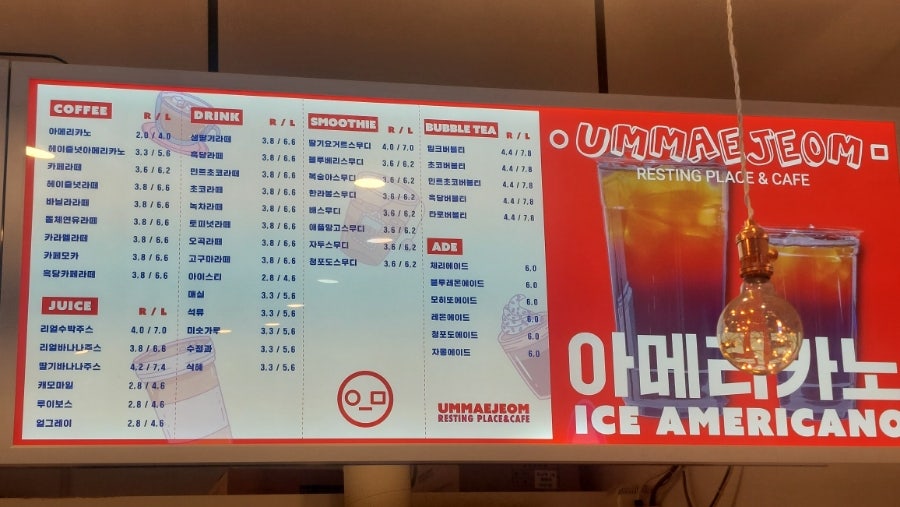 COFFEE R / L
아메리카노 2.0 / 4.0
헤이즐넛아메리카노 3.3 / 5.6
카페라떼 3.6 / 6.2
헤이즐넛라떼 3.8 / 6.6
바닐라라떼 3.8 / 6.6
돌체연유라떼 3.8 / 6.6
카라멜라떼 3.8 / 6.6
카페모카 3.8 / 6.6
흑당카페라떼 3.8 / 6.6
JUICE R / L
리얼수박주스 4.0 / 7.0
리얼바나나주스 3.8 / 6.6
딸기바나나주스 4.2 / 7.4
캐모마일 2.8 / 4.6
루이보스 2.8 / 4.6
얼그레이 2.8 / 4.6
DRINK R / L
생딸기라떼 3.8 / 6.6
흑당라떼 3.8 / 6.6
민트초코라떼 3.8 / 6.6
초코라떼 3.8 / 6.6
녹차라떼 3.8 / 6.6
토피넛라떼 3.8 / 6.6
오곡라떼 3.8 / 6.6
고구마라떼 3.8 / 6.6
아이스티 2.8 / 4.6
매실 3.3 / 5.6
석류 3.3 / 5.6
미숫가루 3.3 / 5.6
수정과 3.3 / 5.6
식혜 3.3 / 5.6
SMOOTHIE R / L
딸기요거트스무디 4.0 / 7.0
블루베리스무디 3.6 / 6.2
복숭아스무디 3.6 / 6.2
한라봉스무디 3.6 / 6.2
배스무디 3.6 / 6.2
애플망고스무디 3.6 / 6.2
자두스무디 3.6 / 6.2
청포도스무디 3.6 / 6.2
BUBBLE TEA R / L
밀크버블티 4.4 / 7.8
초코버블티 4.4 / 7.8
민트초코버블티 4.4 / 7.8
흑당버블티 4.4 / 7.8
타로버블티 4.4 / 7.8
ADE
체리에이드 6.0
블루레몬에이드 6.0
모히또에이드 6.0
레몬에이드 6.0
청포도에이드 6.0
자몽에이드 6.0
UMMAEJEOM
RESTING PLACE&CAFE
UMMAEJEOM
RESTING PLACE & CAFE
아메리카노
ICE AMERICANO